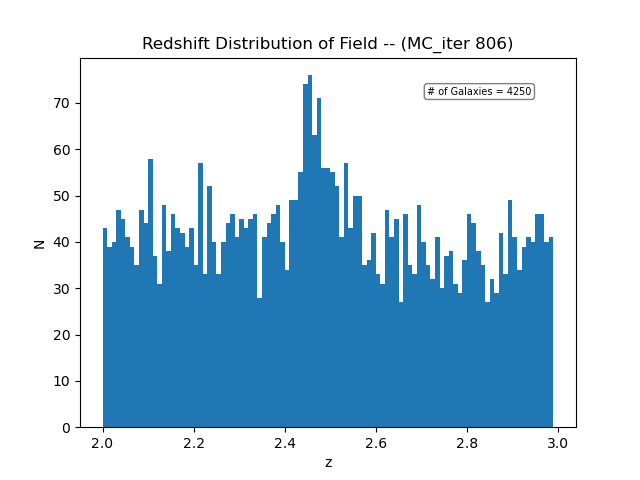 Redshift Distribution of Field -- (MC_iter 806)
# of Galaxies = 4250
70
60
50
40
30
20
10
0
N
2.0 2.2 2.4 2.6 2.8 3.0
z